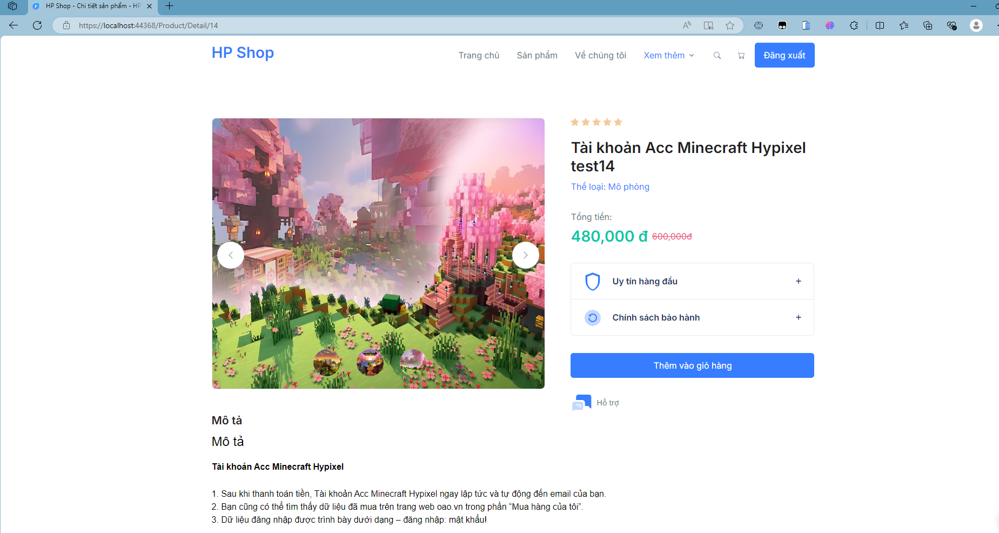 HP Shop - Chi tiết sản phẩm - HP
https://localhost:44368/Product/Detail/14
HP Shop
Trang chủ
Sản phẩm
Về chúng tôi
Xem thêm
Đăng xuất
Tài khoản Acc Minecraft Hypixel
test14
Thể loại: Mô phỏng
Tổng tiền:
480,000 đ 600,000đ
Uy tín hàng đầu +
Chính sách bảo hành +
Thêm vào giỏ hàng
Hỗ trợ
Mô tả
Mô tả
Tài khoản Acc Minecraft Hypixel
1. Sau khi thanh toán tiền, Tài khoản Acc Minecraft Hypixel ngay lập tức và tự động đến email của bạn.
2. Bạn cũng có thể tìm thấy dữ liệu đã mua trên trang web oao.vn trong phần “Mua hàng của tôi”.
3. Dữ liệu đăng nhập được trình bày dưới dạng – đăng nhập: mật khẩu!